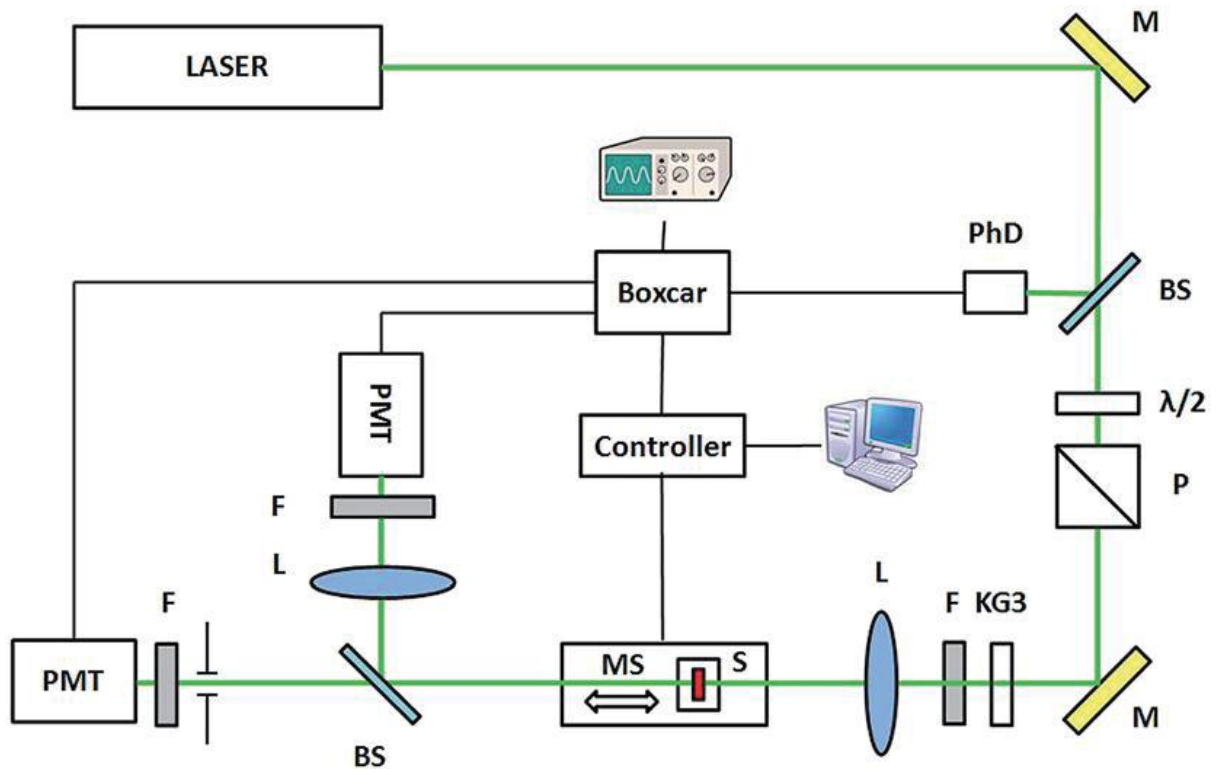 M
LASER
PhD
BS
Boxcar
λ/2
PMT
Controller
P
F
L
L
F
F
KG3
MS
S
PMT
M
BS